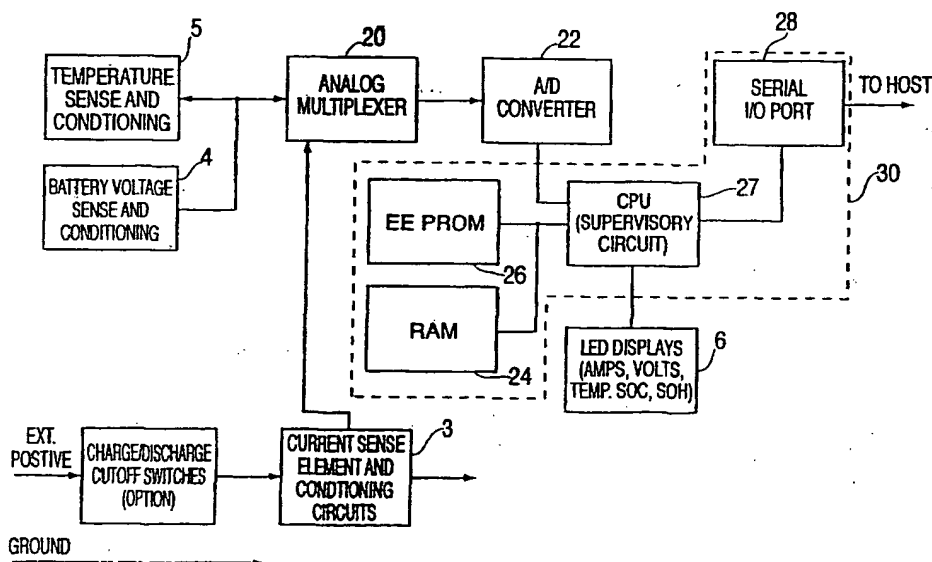 5
TEMPERATURE
SENSE AND
CONDTIONING
4
BATTERY VOLTAGE
SENSE AND
CONDITIONING
20
ANALOG
MULTIPLEXER
22
A/D
CONVERTER
28
SERIAL
I/O PORT
TO HOST
30
27
CPU
(SUPERVISORY
CIRCUIT)
EE PROM
26
RAM
24
LED DISPLAYS
(AMPS, VOLTS,
TEMP. SOC, SOH)
6
EXT.
POSTIVE
CHARGE/DISCHARGE
CUTOFF SWITCHES
(OPTION)
3
CURRENT SENSE
ELEMENT AND
CONDTIONING
CIRCUITS
GROUND